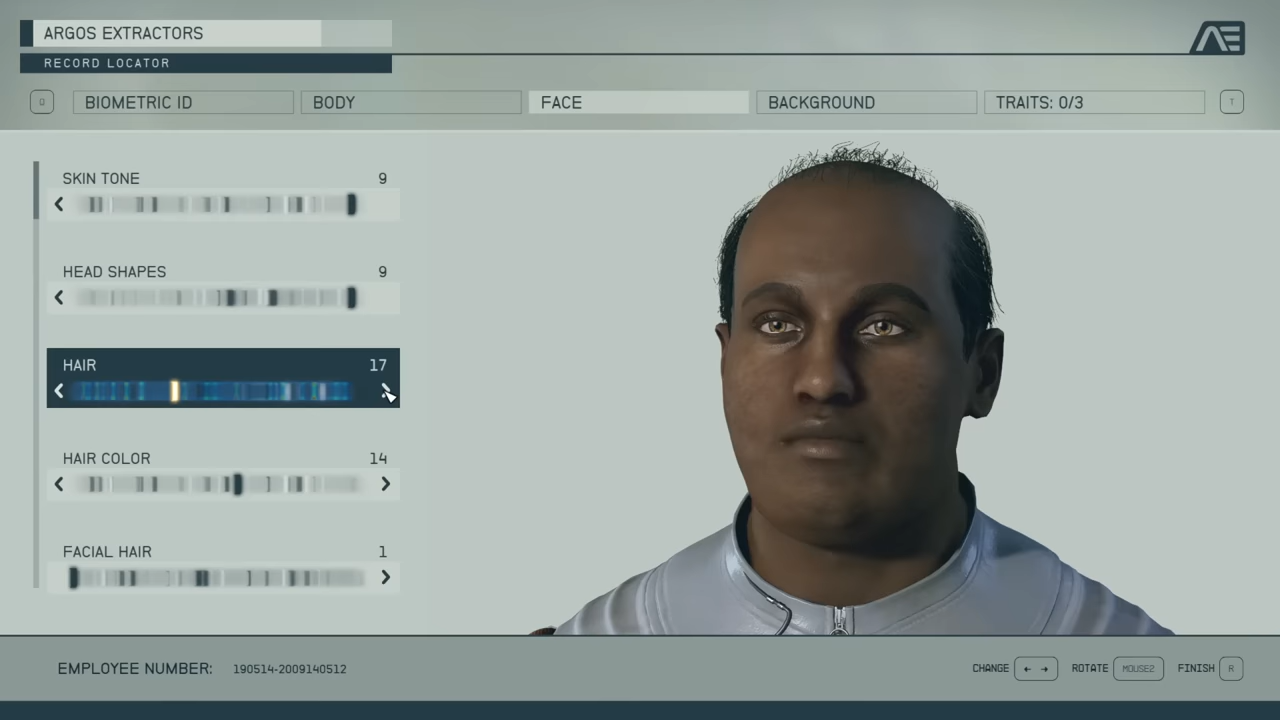 ARGOS EXTRACTORS
RECORD LOCATOR
Q BIOMETRIC ID BODY FACE BACKGROUND TRAITS: 0/3 T
SKIN TONE 9
HEAD SHAPES 9
HAIR 17
HAIR COLOR 14
FACIAL HAIR 1
EMPLOYEE NUMBER: 190514-2009140512
CHANGE ← → ROTATE MOUSE2 FINISH R